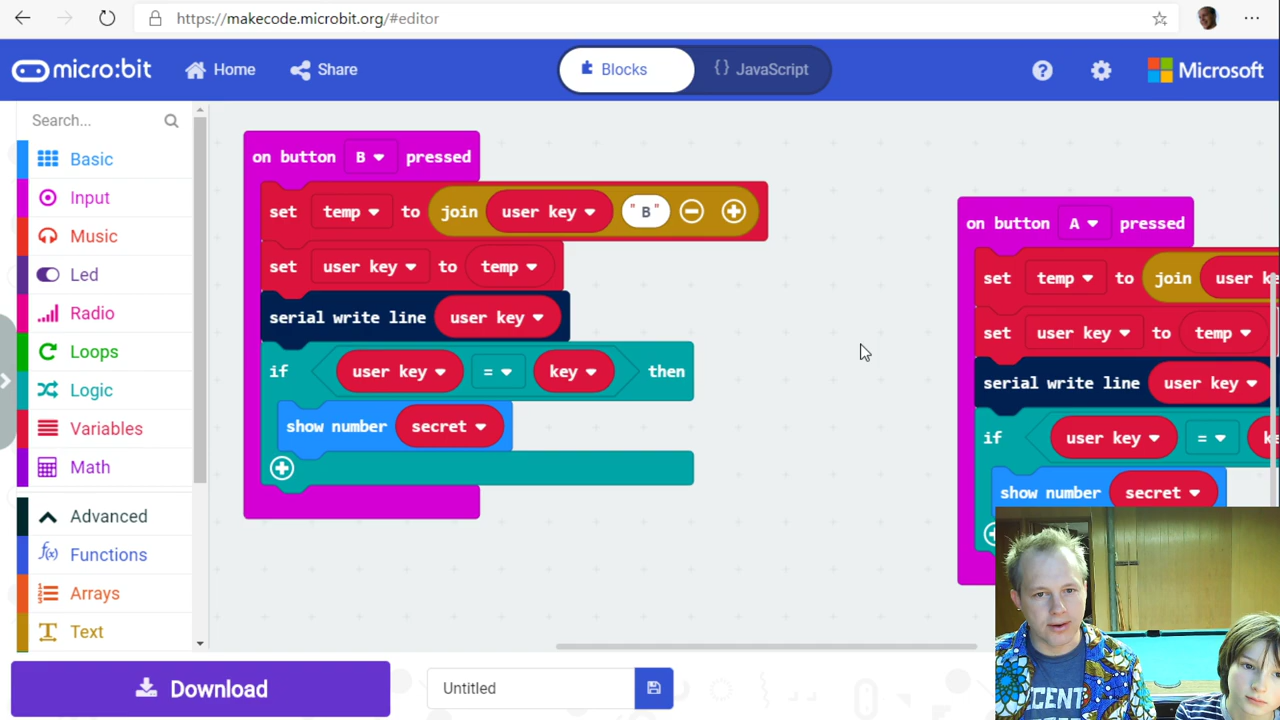 https://makecode.microbit.org/#editor
micro:bit Home Share Blocks {} JavaScript ? Microsoft
Search...
Basic
Input
Music
Led
Radio
Loops
Logic
Variables
Math
Advanced
f(x) Functions
Arrays
T Text
on button B pressed
set temp to join user key "B"
set user key to temp
serial write line user key
if user key = key then
show number secret
on button A pressed
set temp to join user ke
set user key to temp
serial write line user key
if user key =
show number secret
Download
Untitled